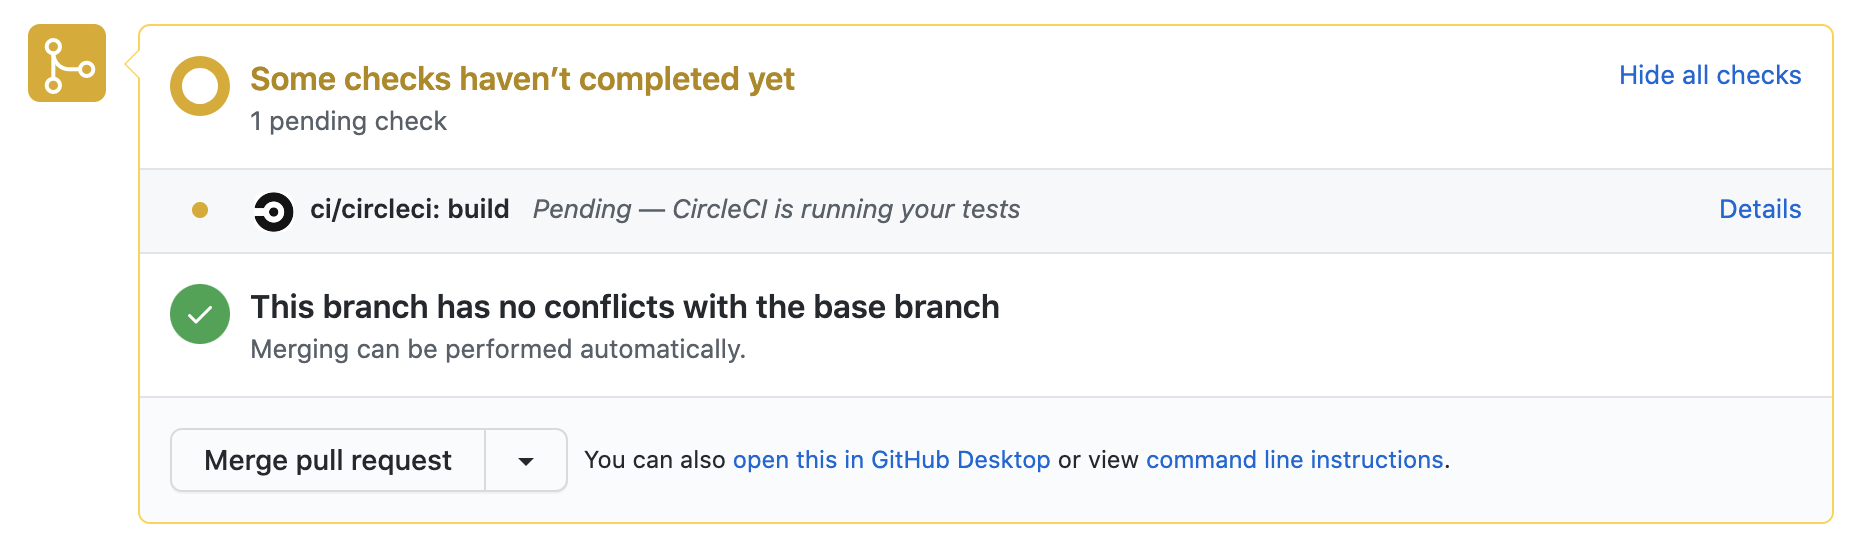 Some checks haven’t completed yet
Hide all checks
1 pending check
ci/circleci: build Pending — CircleCI is running your tests
Details
This branch has no conflicts with the base branch
Merging can be performed automatically.
Merge pull request
You can also open this in GitHub Desktop or view command line instructions.